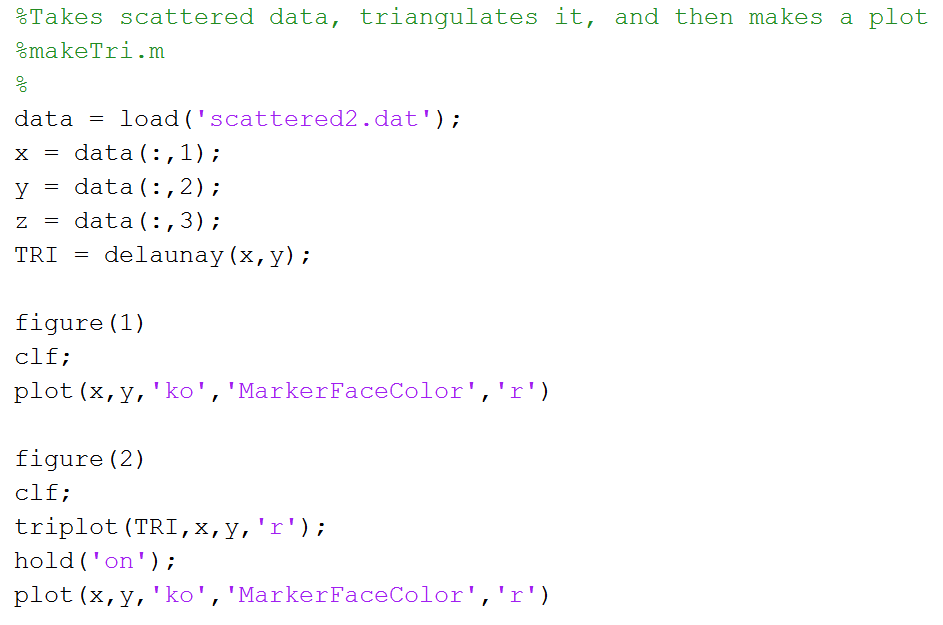 %Takes scattered data, triangulates it, and then makes a plot
%makeTri.m
%
data = load('scattered2.dat');
x = data(:,1);
y = data(:,2);
z = data(:,3);
TRI = delaunay(x,y);
figure(1)
clf;
plot(x,y,'ko','MarkerFaceColor','r')
figure(2)
clf;
triplot(TRI,x,y,'r');
hold('on');
plot(x,y,'ko','MarkerFaceColor','r')